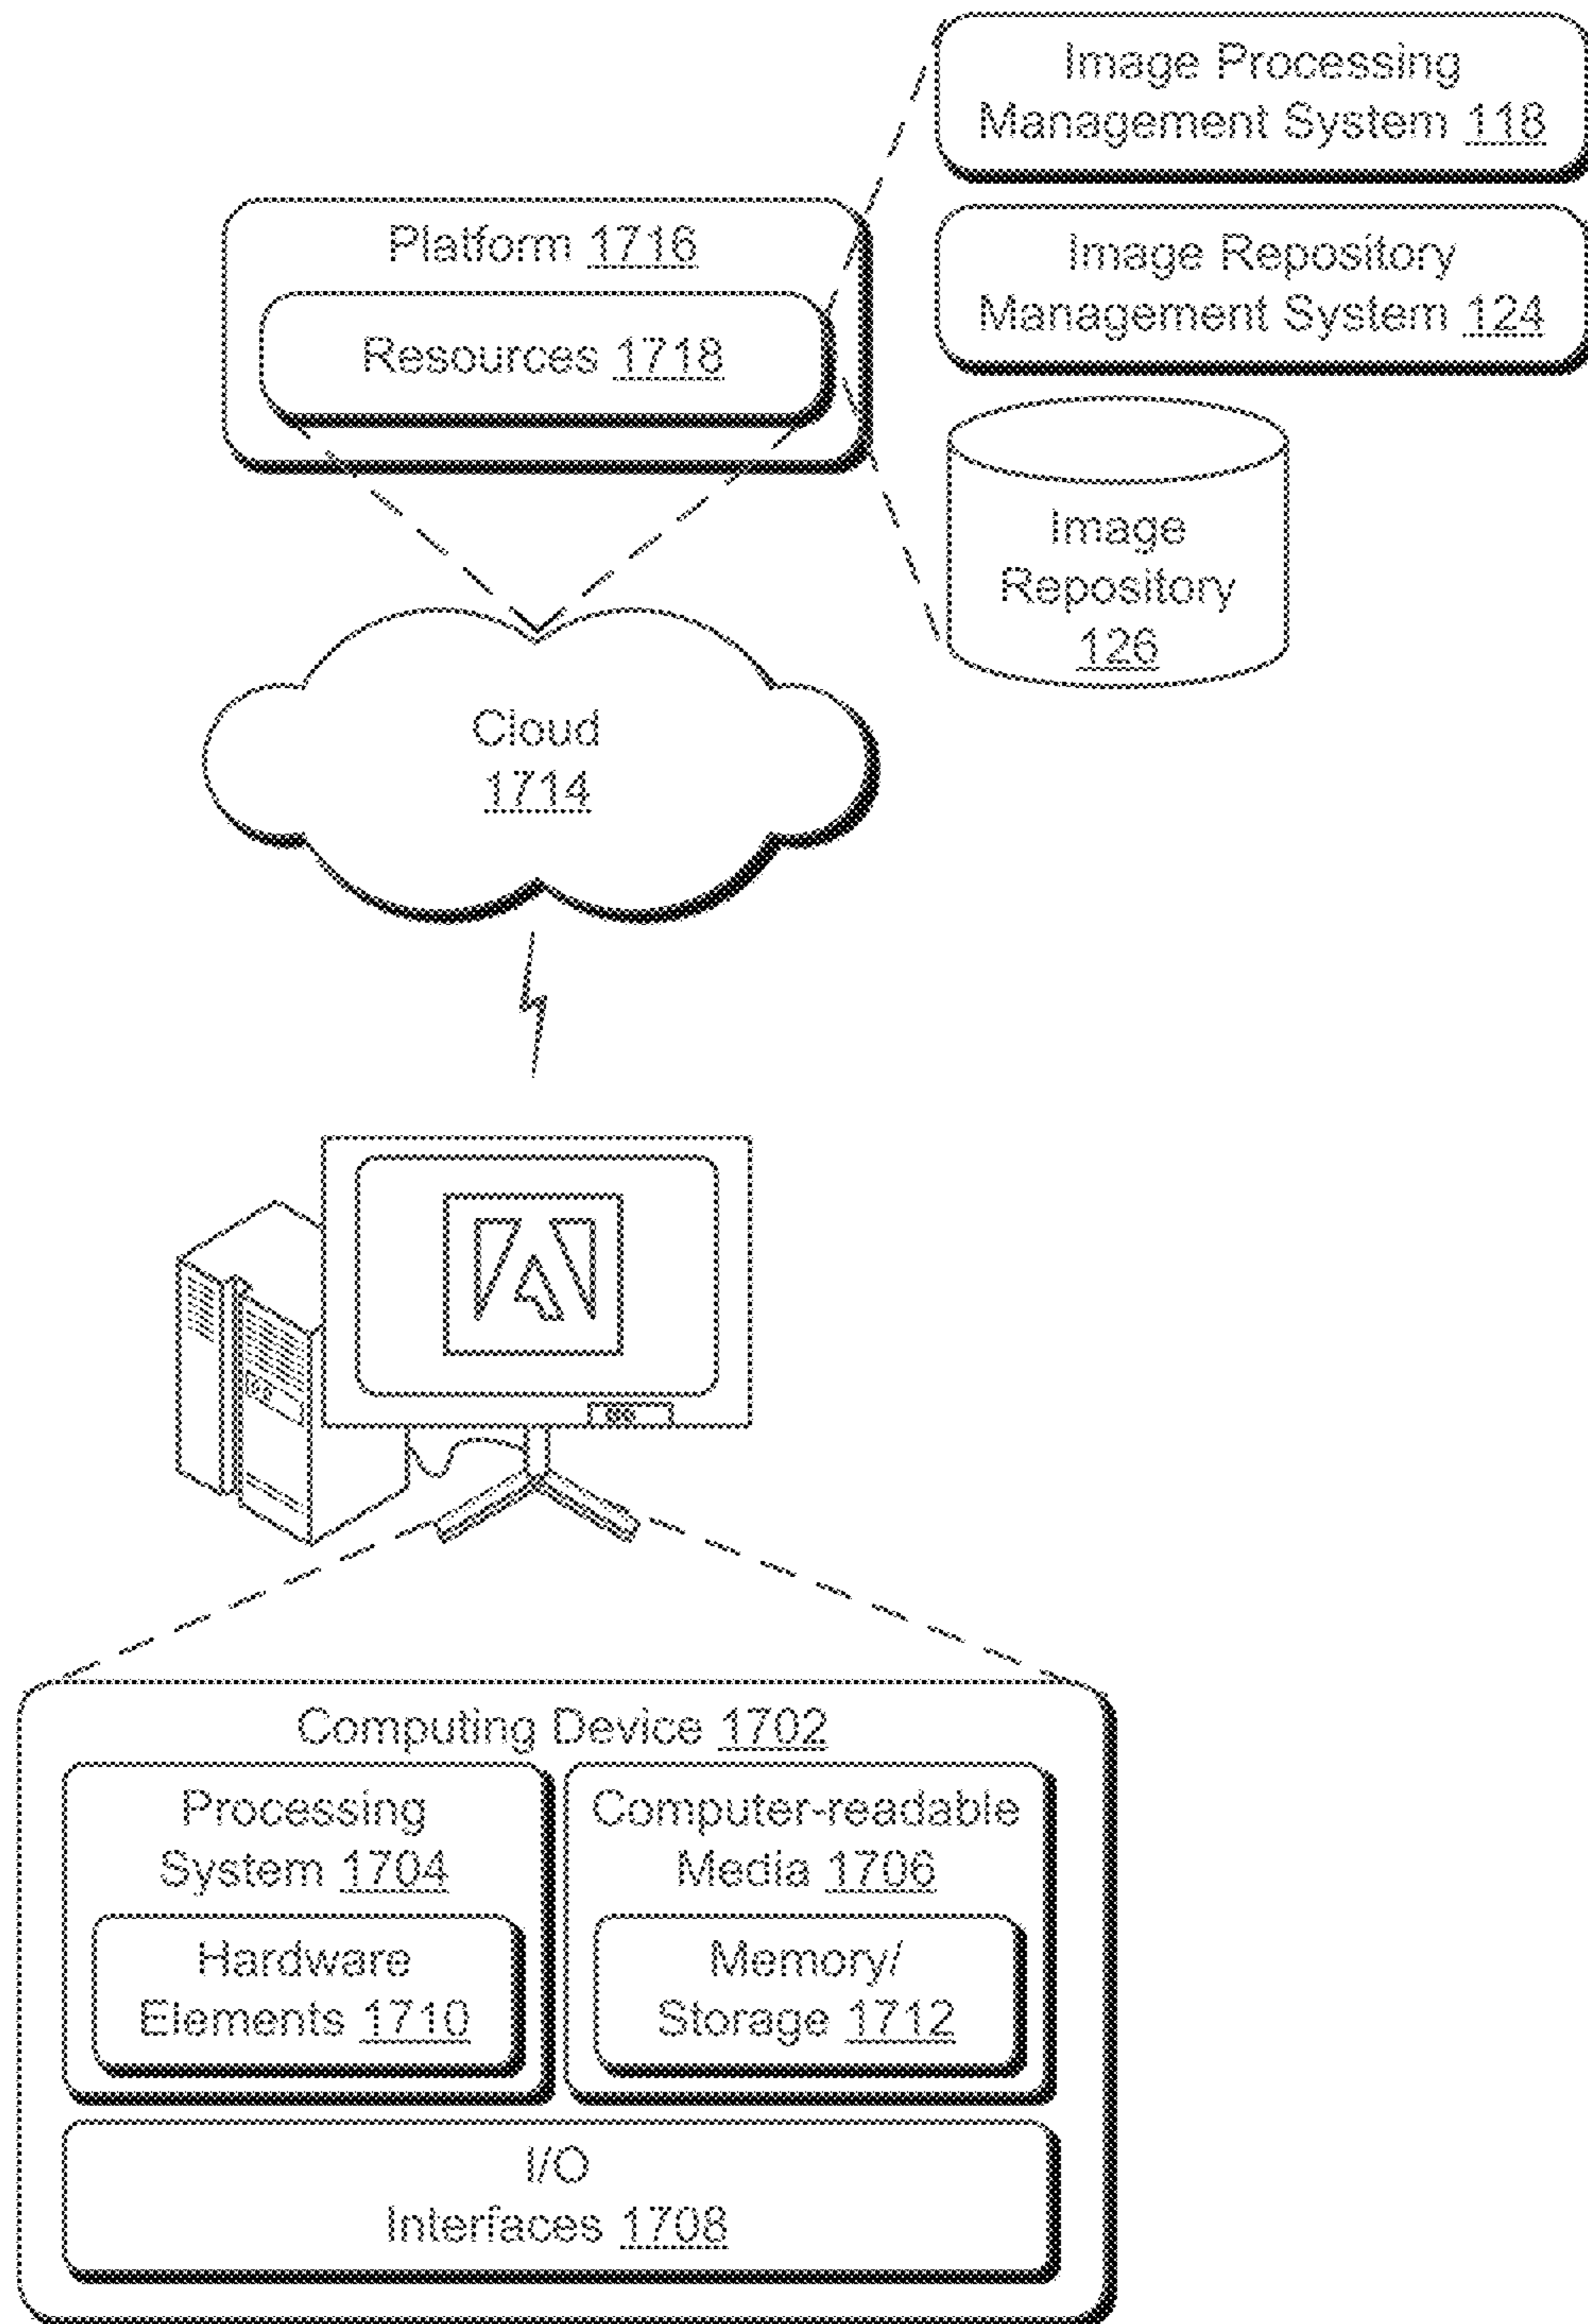 Image Processing
Management System 118
Platform 1716
Image Repository
Management System 124
Resources 1718
Image
Repository
126
Cloud
1714
Computing Device 1702
Processing
System 1704
Computer-readable
Media 1706
Hardware
Elements 1710
Memory/
Storage 1712
I/O
Interfaces 1708